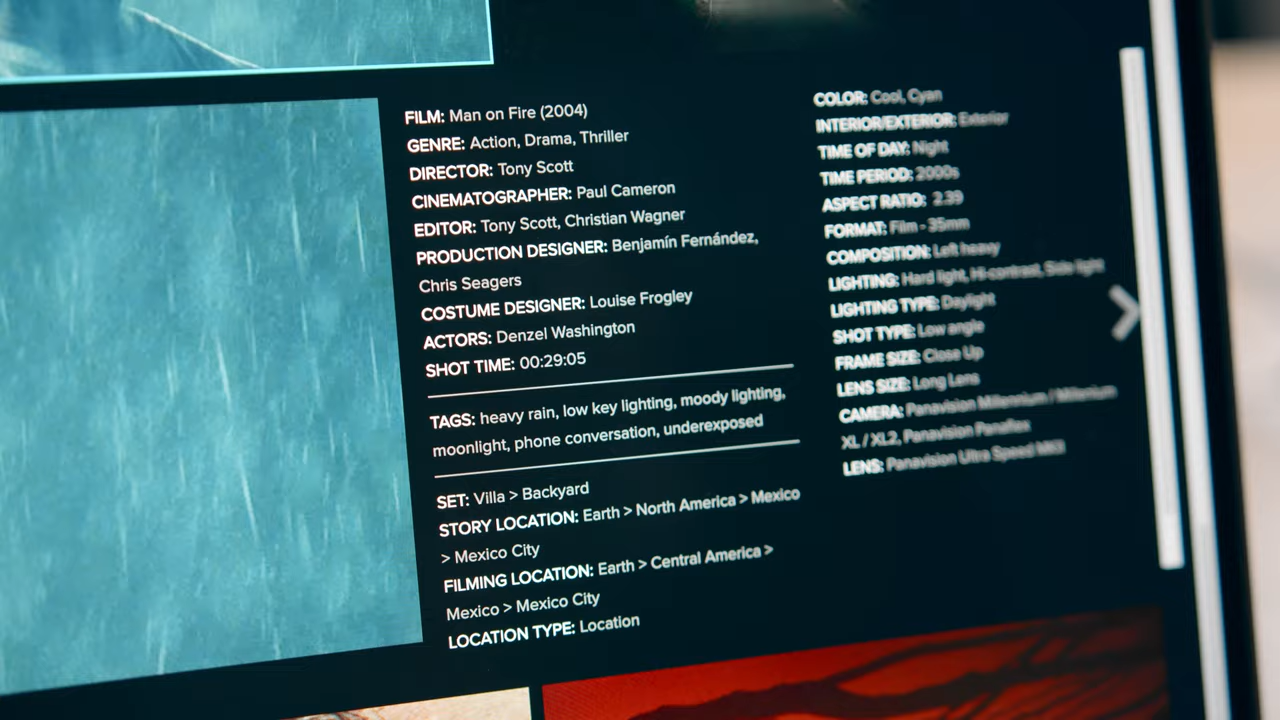 FILM: Man on Fire (2004)
GENRE: Action, Drama, Thriller
DIRECTOR: Tony Scott
CINEMATOGRAPHER: Paul Cameron
EDITOR: Tony Scott, Christian Wagner
PRODUCTION DESIGNER: Benjamín Fernández,
Chris Seagers
COSTUME DESIGNER: Louise Frogley
ACTORS: Denzel Washington
SHOT TIME: 00:29:05
TAGS: heavy rain, low key lighting, moody lighting,
moonlight, phone conversation, underexposed
SET: Villa > Backyard
STORY LOCATION: Earth > North America > Mexico
> Mexico City
FILMING LOCATION: Earth > Central America >
Mexico > Mexico City
LOCATION TYPE: Location
COLOR: Cool, Cyan
INTERIOR/EXTERIOR: Exterior
TIME OF DAY: Night
TIME PERIOD: 2000s
ASPECT RATIO: 2.39
FORMAT: Film - 35mm
COMPOSITION: Left heavy
LIGHTING: Hard light, Hi-contrast, Side light
LIGHTING TYPE: Daylight
SHOT TYPE: Low angle
FRAME SIZE: Close Up
LENS SIZE: Long Lens
CAMERA: Panavision Millennium / Millenium
XL / XL2, Panavision Panaflex
LENS: Panavision Ultra Speed MKII